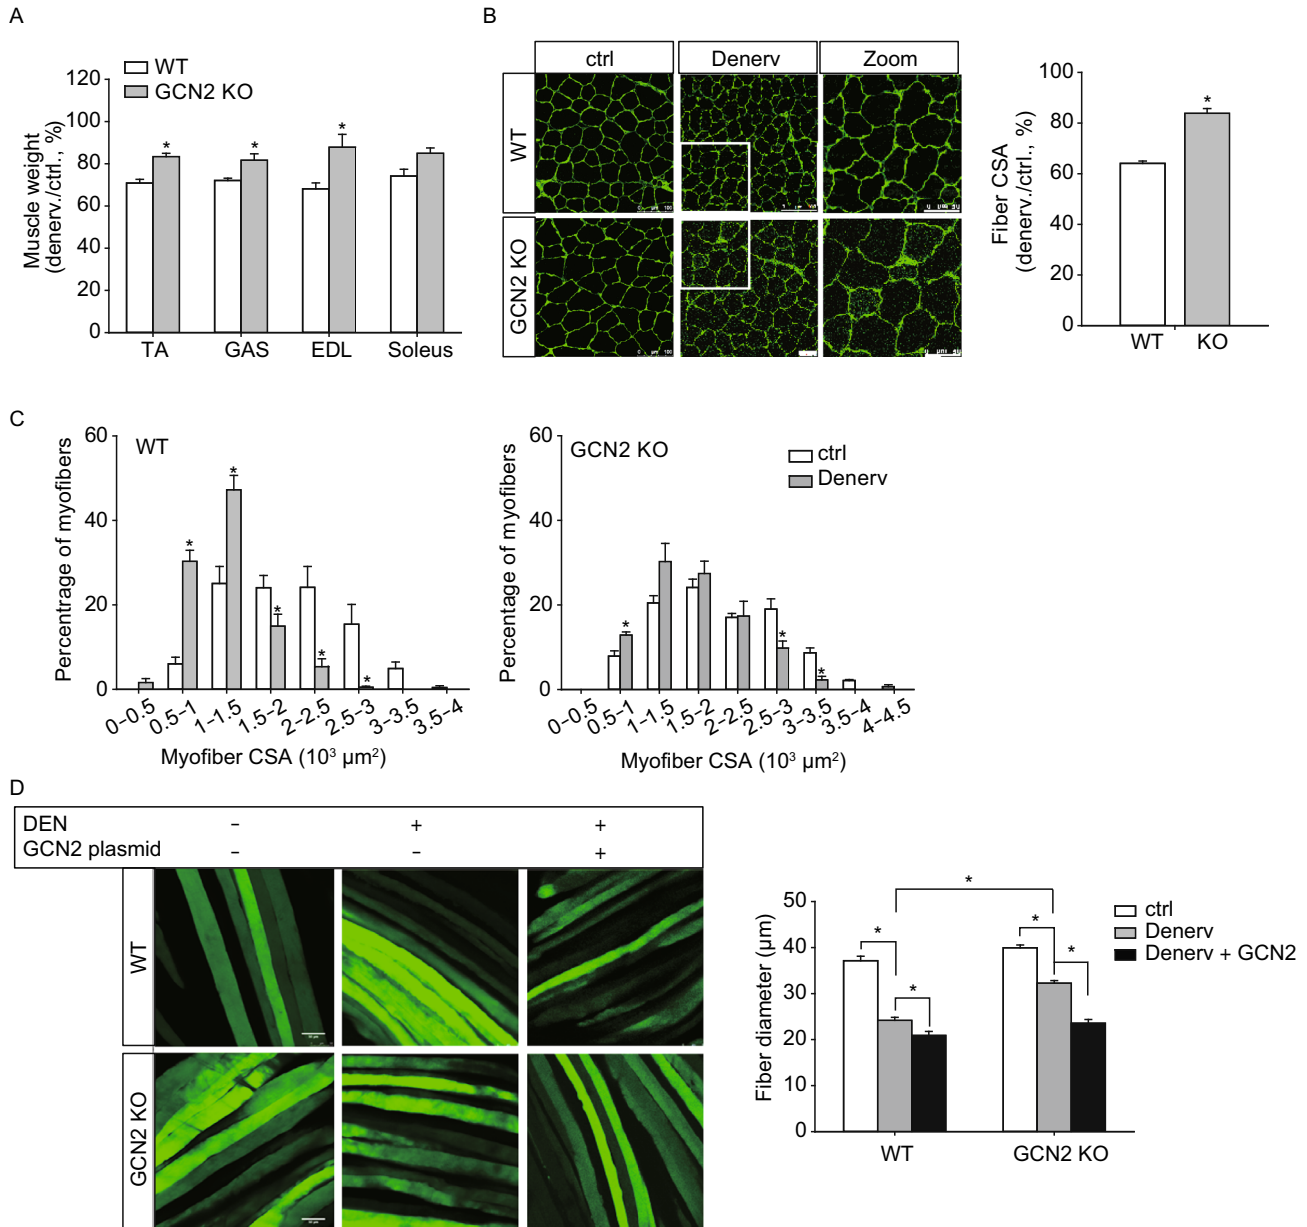 A
WT
GCN2 KO
Muscle weight
(denerv./ctrl., %)
120
100
80
60
40
20
0
* * *
TA GAS EDL Soleus
B
ctrl Denerv Zoom
WT
GCN2 KO
0 µm 100
0 µm 100
Fiber CSA
(denerv./ctrl., %)
100
80
60
40
20
0
*
WT KO
C
WT
Percentrage of myofibers
60
40
20
0
* * * * *
0–0.5 0.5–1 1–1.5 1.5–2 2–2.5 2.5–3 3–3.5 3.5–4
Myofiber CSA (10³ µm²)
GCN2 KO
ctrl
Denerv
Percentage of myofibers
60
40
20
0
* * *
0–0.5 0.5–1 1–1.5 1.5–2 2–2.5 2.5–3 3–3.5 3.5–4 4–4.5
Myofiber CSA (10³ µm²)
D
DEN – + +
GCN2 plasmid – – +
WT
GCN2 KO
Fiber diameter (µm)
50
40
30
20
10
0
*
* * * *
ctrl
Denerv
Denerv + GCN2
WT GCN2 KO